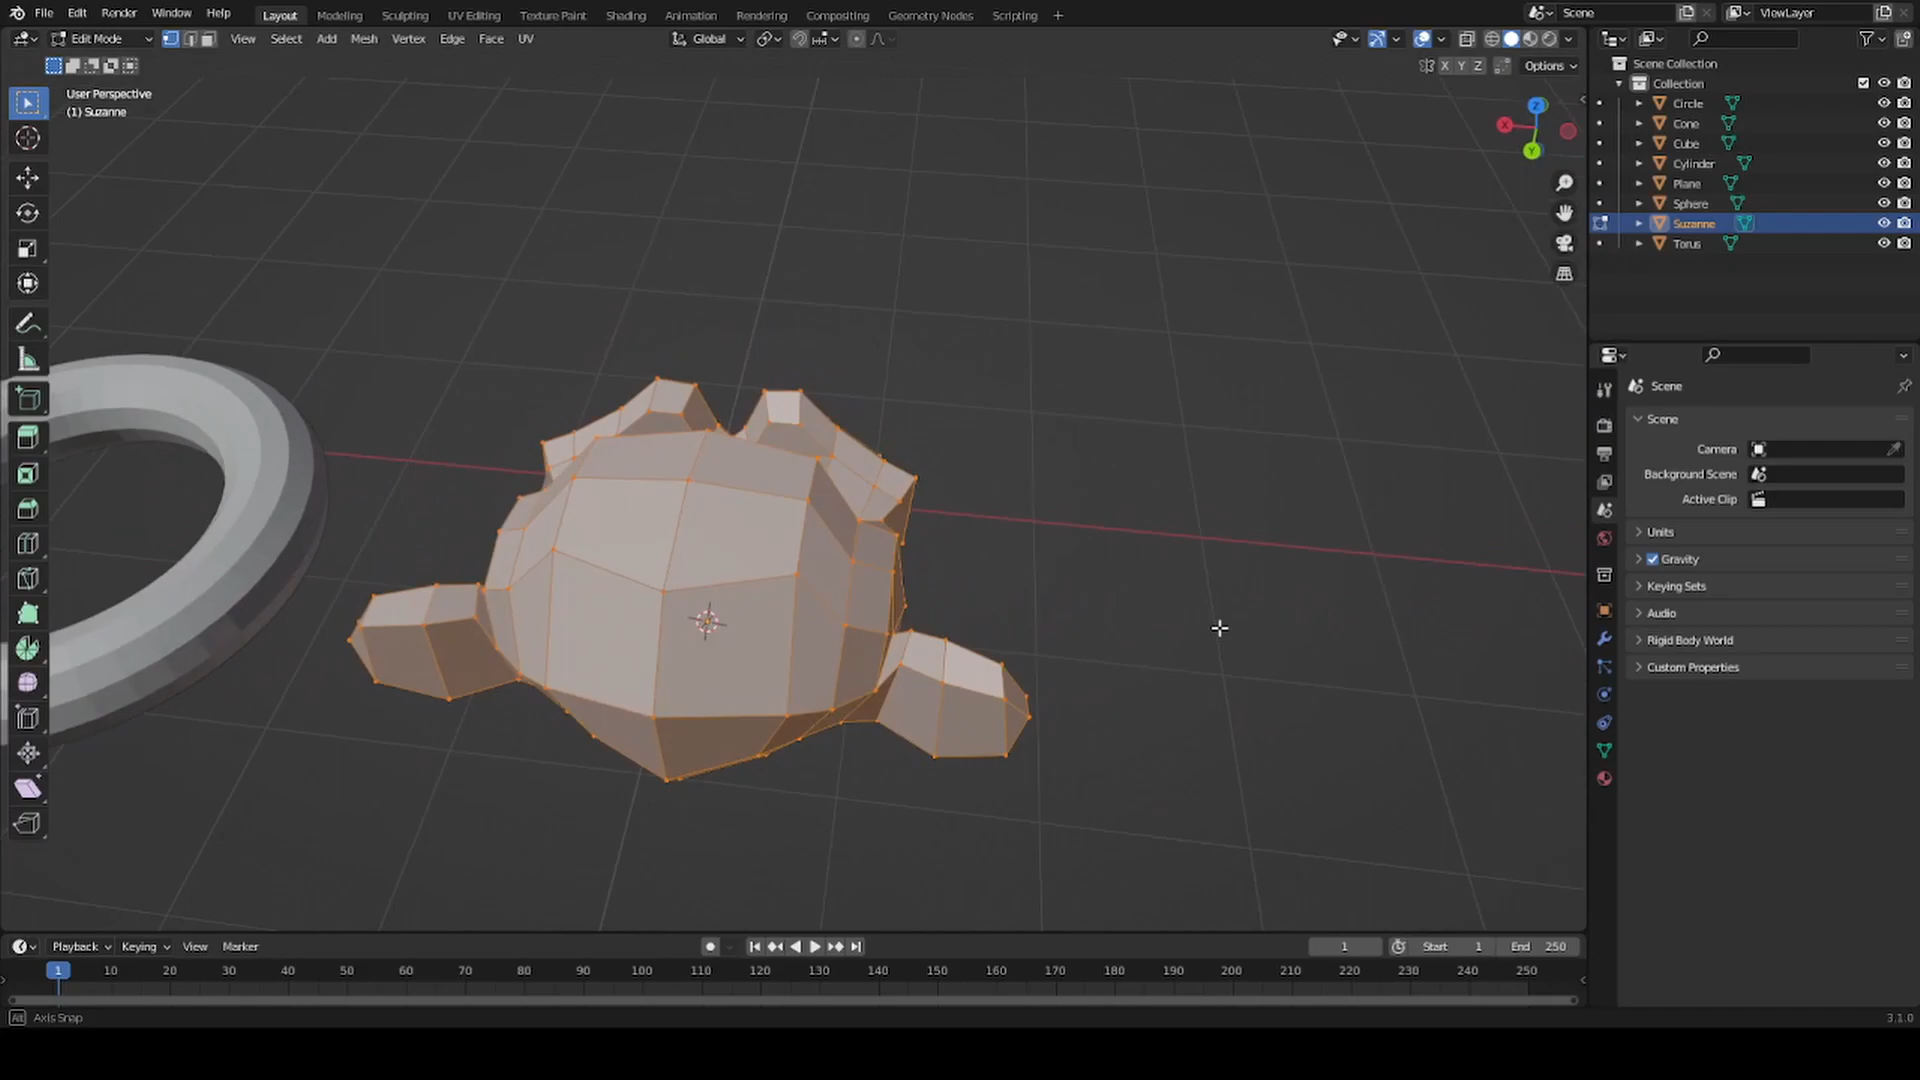 File Edit Render Window Help Layout Modeling Sculpting UV Editing Texture Paint Shading Animation Rendering Compositing Geometry Nodes Scripting + Scene ViewLayer
Edit Mode View Select Add Mesh Vertex Edge Face UV Global
X Y Z Options
User Perspective
(1) Suzanne
Z
X
Y
Scene Collection
Collection
Circle
Cone
Cube
Cylinder
Plane
Sphere
Suzanne
Torus
Scene
Scene
Camera
Background Scene
Active Clip
Units
Gravity
Keying Sets
Audio
Rigid Body World
Custom Properties
Playback Keying View Marker 1 Start 1 End 250
1 10 20 30 40 50 60 70 80 90 100 110 120 130 140 150 160 170 180 190 200 210 220 230 240 250
Alt Axis Snap 3.1.0